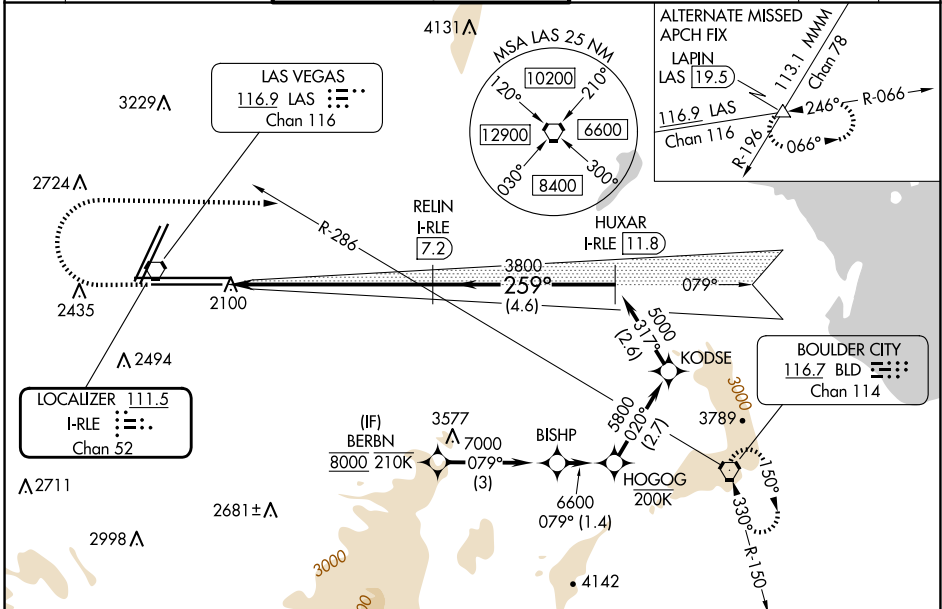 4131
MSA LAS 25 NM
120°
10200
210°
12900
6600
030°
8400
300°
ALTERNATE MISSED
APCH FIX
LAPIN
LAS 19.5
113.1 MMM
Chan 78
N
116.9 LAS
Chan 116
246°
R-066
066°
R-196
LAS VEGAS
116.9 LAS
Chan 116
3229
2724
R-286
RELIN
I-RLE
7.2
HUXAR
I-RLE 11.8
3800
259°
(4.6)
079°
2435
2100
5000
317°
(2.6)
KODSE
2494
BOULDER CITY
116.7 BLD
Chan 114
LOCALIZER 111.5
I-RLE
Chan 52
3000
3789
(IF)
BERBN
8000 210K
3577
7000
079°
(3)
BISHP
5800
020°
(2.7)
HOGOG
200K
6600
079° (1.4)
150°
330°
R-150
2711
2681±
2998
3000
4142